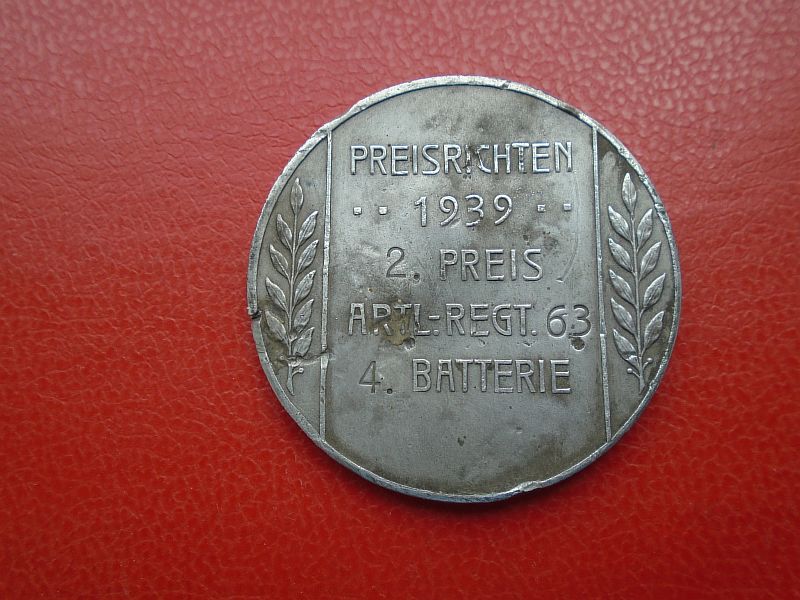 PREISRICHTEN
·· 1939 ··
2. PREIS
ARTL.-REGT. 63
4. BATTERIE